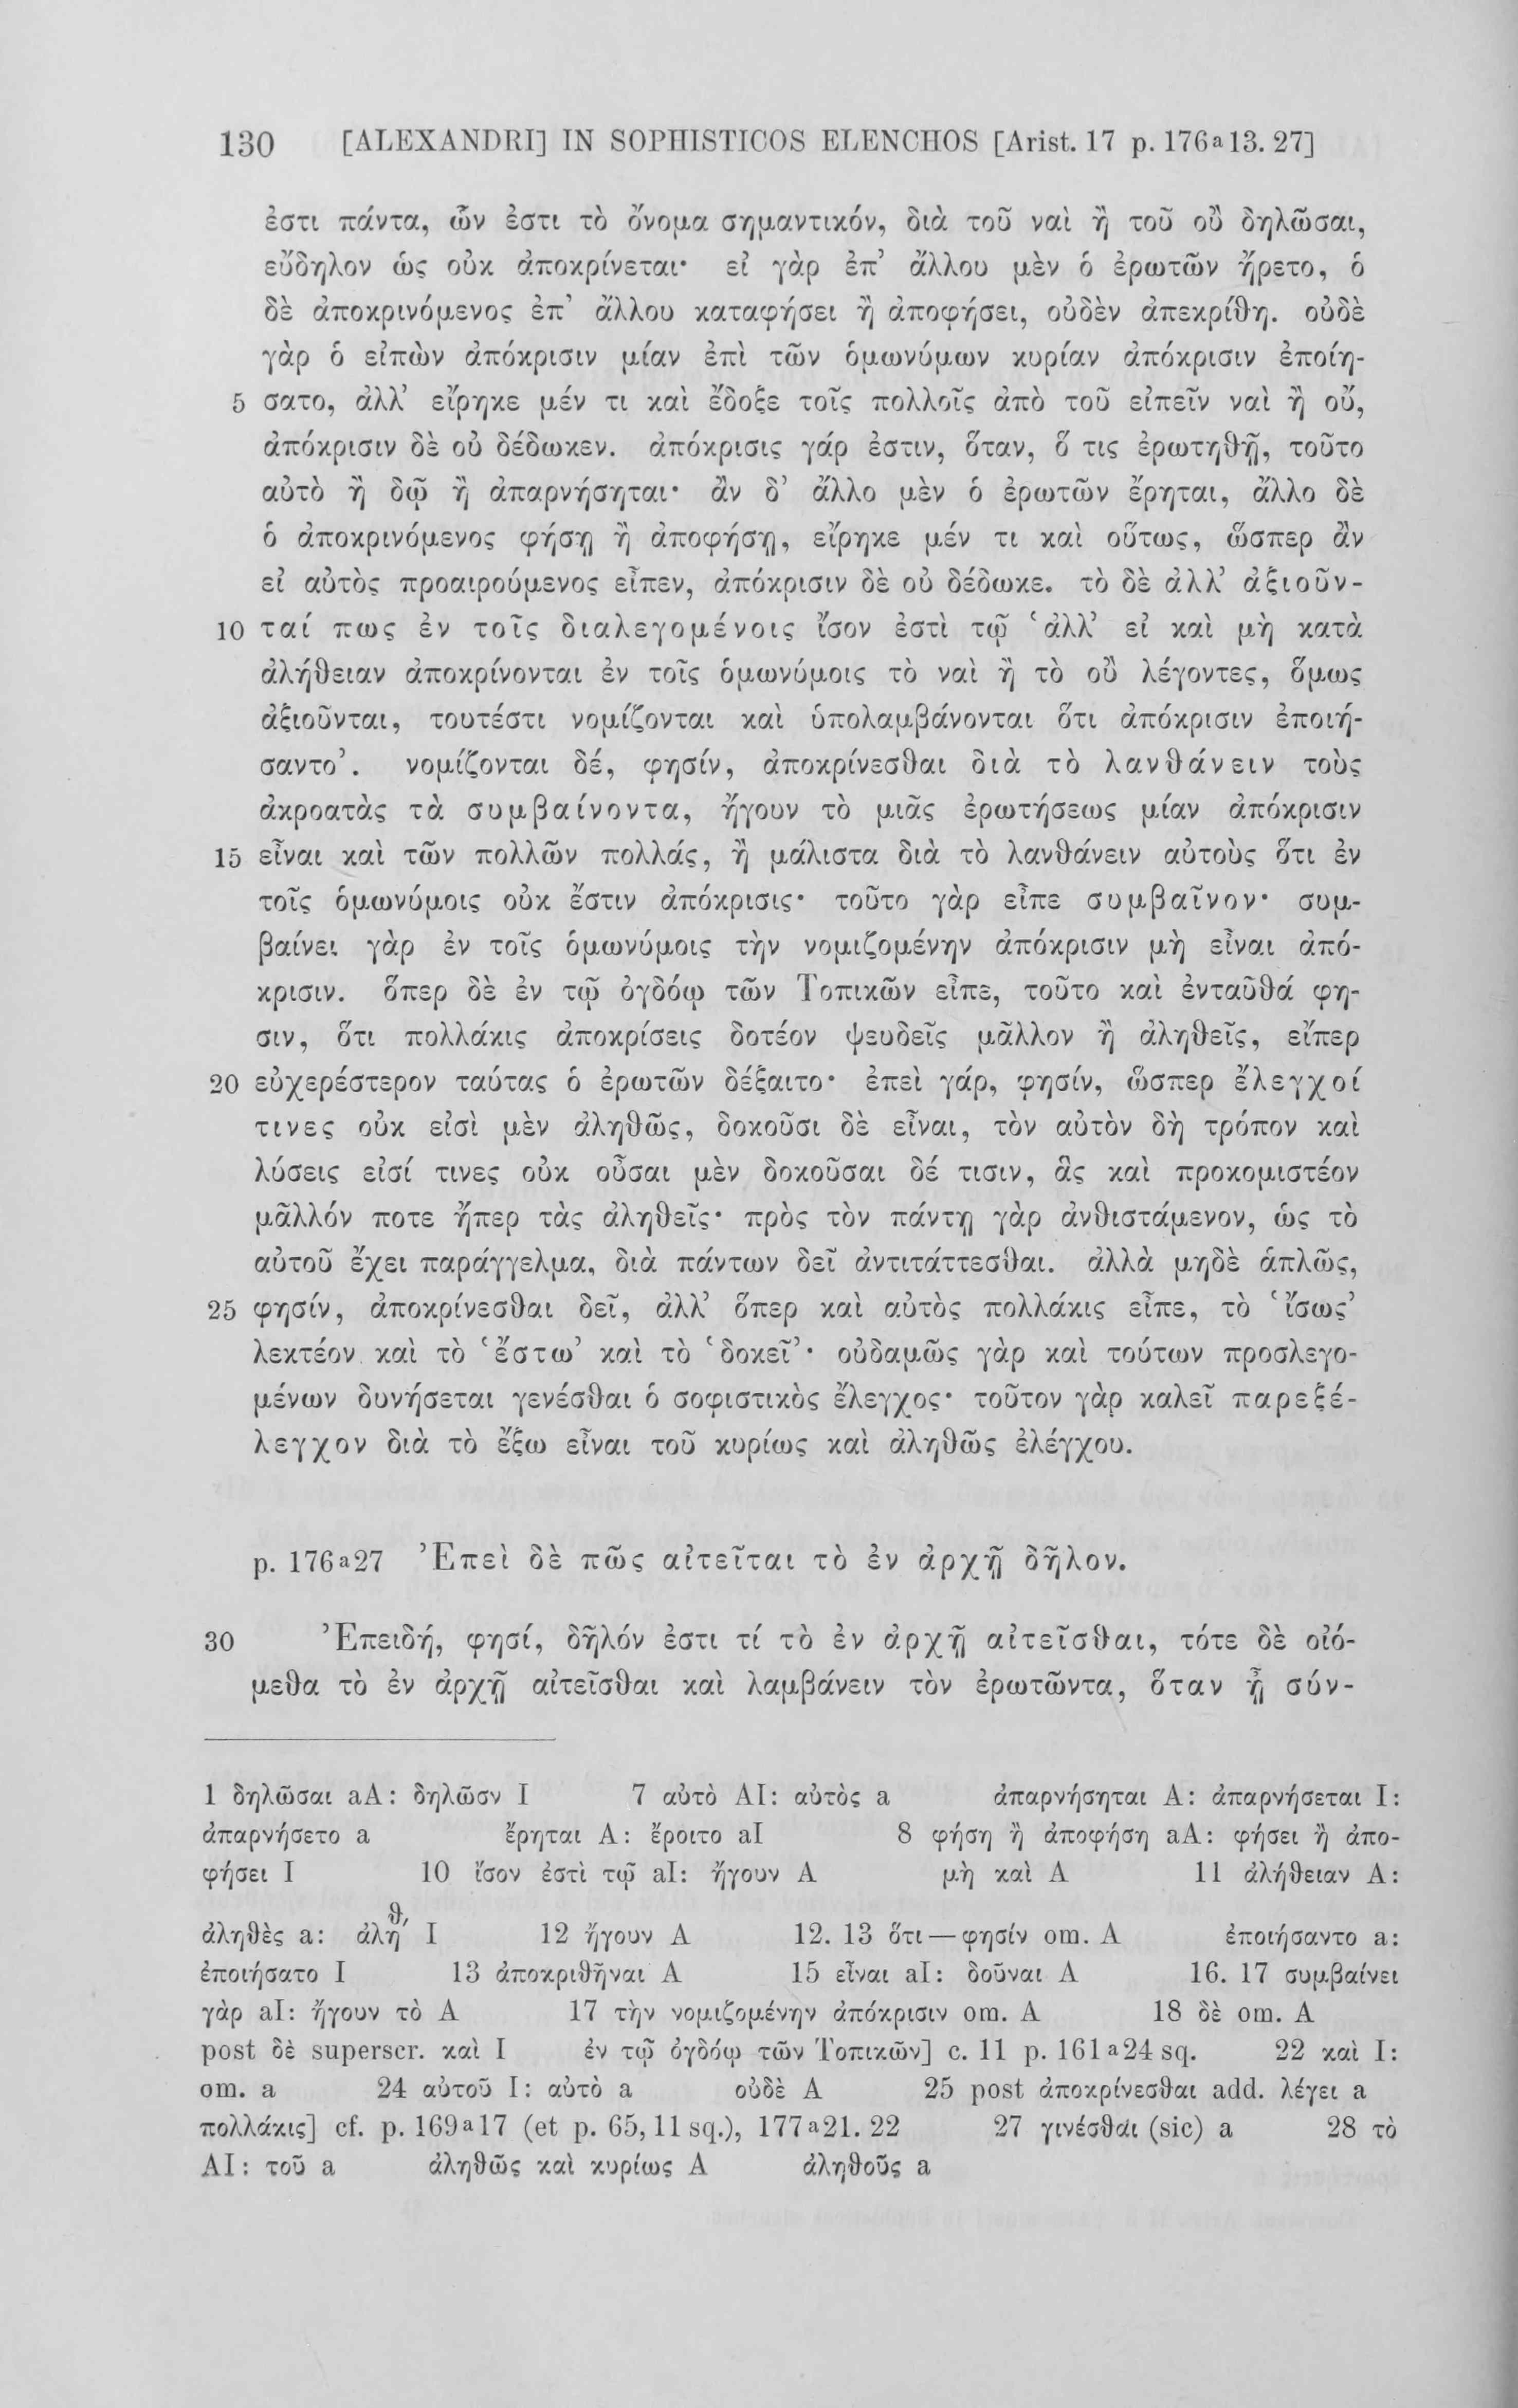 130 [ALEXANDRI] IN SOPHISTICOS ELENCHOS [Arist. 17 p. 176ᵃ13. 27]
ἐστι πάντα, ὧν ἐστι τὸ ὄνομα σημαντικόν, διὰ τοῦ ναὶ ἢ τοῦ οὒ δηλῶσαι,
εὔδηλον ὡς οὐκ ἀποκρίνεται· εἰ γὰρ ἐπ’ ἄλλου μὲν ὁ ἐρωτῶν ἤρετο, ὁ
δὲ ἀποκρινόμενος ἐπ’ ἄλλου καταφήσει ἢ ἀποφήσει, οὐδὲν ἀπεκρίθη. οὐδὲ
γὰρ ὁ εἰπὼν ἀπόκρισιν μίαν ἐπὶ τῶν ὁμωνύμων κυρίαν ἀπόκρισιν ἐποίη-
5 σατο, ἀλλ’ εἴρηκε μέν τι καὶ ἔδοξε τοῖς πολλοῖς ἀπὸ τοῦ εἰπεῖν ναὶ ἢ οὔ,
ἀπόκρισιν δὲ οὐ δέδωκεν. ἀπόκρισις γάρ ἐστιν, ὅταν, ὅ τις ἐρωτηθῇ, τοῦτο
αὐτὸ ἢ δῷ ἢ ἀπαρνήσηται· ἂν δ’ ἄλλο μὲν ὁ ἐρωτῶν ἔρηται, ἄλλο δὲ
ὁ ἀποκρινόμενος φήσῃ ἢ ἀποφήσῃ, εἴρηκε μέν τι καὶ οὕτως, ὥσπερ ἂν
εἰ αὐτὸς προαιρούμενος εἶπεν, ἀπόκρισιν δὲ οὐ δέδωκε. τὸ δὲ ἀλλ’ ἀξιοῦν-
10 ταί πως ἐν τοῖς διαλεγομένοις ἴσον ἐστὶ τῷ ‘ἀλλ’ εἰ καὶ μὴ κατὰ
ἀλήθειαν ἀποκρίνονται ἐν τοῖς ὁμωνύμοις τὸ ναὶ ἢ τὸ οὒ λέγοντες, ὅμως
ἀξιοῦνται, τουτέστι νομίζονται καὶ ὑπολαμβάνονται ὅτι ἀπόκρισιν ἐποιή-
σαντο’. νομίζονται δέ, φησίν, ἀποκρίνεσθαι διὰ τὸ λανθάνειν τοὺς
ἀκροατὰς τὰ συμβαίνοντα, ἤγουν τὸ μιᾶς ἐρωτήσεως μίαν ἀπόκρισιν
15 εἶναι καὶ τῶν πολλῶν πολλάς, ἢ μάλιστα διὰ τὸ λανθάνειν αὐτοὺς ὅτι ἐν
τοῖς ὁμωνύμοις οὐκ ἔστιν ἀπόκρισις· τοῦτο γὰρ εἶπε συμβαῖνον· συμ-
βαίνει γὰρ ἐν τοῖς ὁμωνύμοις τὴν νομιζομένην ἀπόκρισιν μὴ εἶναι ἀπό-
κρισιν. ὅπερ δὲ ἐν τῷ ὀγδόῳ τῶν Τοπικῶν εἶπε, τοῦτο καὶ ἐνταῦθά φη-
σιν, ὅτι πολλάκις ἀποκρίσεις δοτέον ψευδεῖς μᾶλλον ἢ ἀληθεῖς, εἴπερ
20 εὐχερέστερον ταύτας ὁ ἐρωτῶν δέξαιτο· ἐπεὶ γάρ, φησίν, ὥσπερ ἔλεγχοί
τινες οὐκ εἰσὶ μὲν ἀληθῶς, δοκοῦσι δὲ εἶναι, τὸν αὐτὸν δὴ τρόπον καὶ
λύσεις εἰσί τινες οὐκ οὖσαι μὲν δοκοῦσαι δέ τισιν, ἃς καὶ προκομιστέον
μᾶλλόν ποτε ἤπερ τὰς ἀληθεῖς· πρὸς τὸν πάντῃ γὰρ ἀνθιστάμενον, ὡς τὸ
αὐτοῦ ἔχει παράγγελμα, διὰ πάντων δεῖ ἀντιτάττεσθαι. ἀλλὰ μηδὲ ἁπλῶς,
25 φησίν, ἀποκρίνεσθαι δεῖ, ἀλλ’ ὅπερ καὶ αὐτὸς πολλάκις εἶπε, τὸ ‘ἴσως’
λεκτέον καὶ τὸ ‘ἔστω’ καὶ τὸ ‘δοκεῖ’· οὐδαμῶς γὰρ καὶ τούτων προσλεγο-
μένων δυνήσεται γενέσθαι ὁ σοφιστικὸς ἔλεγχος· τοῦτον γὰρ καλεῖ παρεξέ-
λεγχον διὰ τὸ ἔξω εἶναι τοῦ κυρίως καὶ ἀληθῶς ἐλέγχου.
p. 176ᵃ27 Ἐπεὶ δὲ πῶς αἰτεῖται τὸ ἐν ἀρχῇ δῆλον.
30 Ἐπειδή, φησί, δῆλόν ἐστι τί τὸ ἐν ἀρχῇ αἰτεῖσθαι, τότε δὲ οἰό-
μεθα τὸ ἐν ἀρχῇ αἰτεῖσθαι καὶ λαμβάνειν τὸν ἐρωτῶντα, ὅταν ᾖ σύν-
1 δηλῶσαι aA: δηλῶσν I 7 αὐτὸ AI: αὐτὸς a ἀπαρνήσηται A: ἀπαρνήσεται I:
ἀπαρνήσετο a ἔρηται A: ἔροιτο aI 8 φήσῃ ἢ ἀποφήσῃ aA: φήσει ἢ ἀπο-
φήσει I 10 ἴσον ἐστὶ τῷ aI: ἤγουν A μὴ καὶ A 11 ἀλήθειαν A:
ἀληθὲς a: ἀληθ I 12 ἤγουν A 12. 13 ὅτι — φησίν om. A ἐποιήσαντο a:
ἐποιήσατο I 13 ἀποκριθῆναι A 15 εἶναι aI: δοῦναι A 16. 17 συμβαίνει
γὰρ aI: ἤγουν τὸ A 17 τὴν νομιζομένην ἀπόκρισιν om. A 18 δὲ om. A
post δὲ superscr. καὶ I ἐν τῷ ὀγδόῳ τῶν Τοπικῶν] c. 11 p. 161ᵃ24 sq. 22 καὶ I:
om. a 24 αὐτοῦ I: αὐτὸ a οὐδὲ A 25 post ἀποκρίνεσθαι add. λέγει a
πολλάκις] cf. p. 169ᵃ17 (et p. 65, 11 sq.), 177ᵃ21. 22 27 γινέσθαι (sic) a 28 τὸ
AI: τοῦ a ἀληθῶς καὶ κυρίως A ἀληθοῦς a